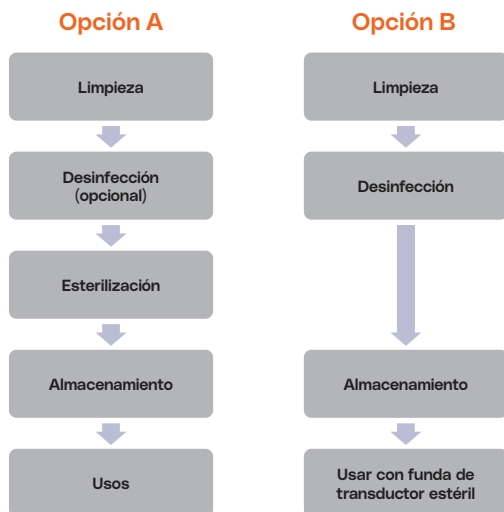 Opción A
Limpieza
Desinfección
(opcional)
Esterilización
Almacenamiento
Usos
Opción B
Limpieza
Desinfección
Almacenamiento
Usar con funda de
transductor estéril